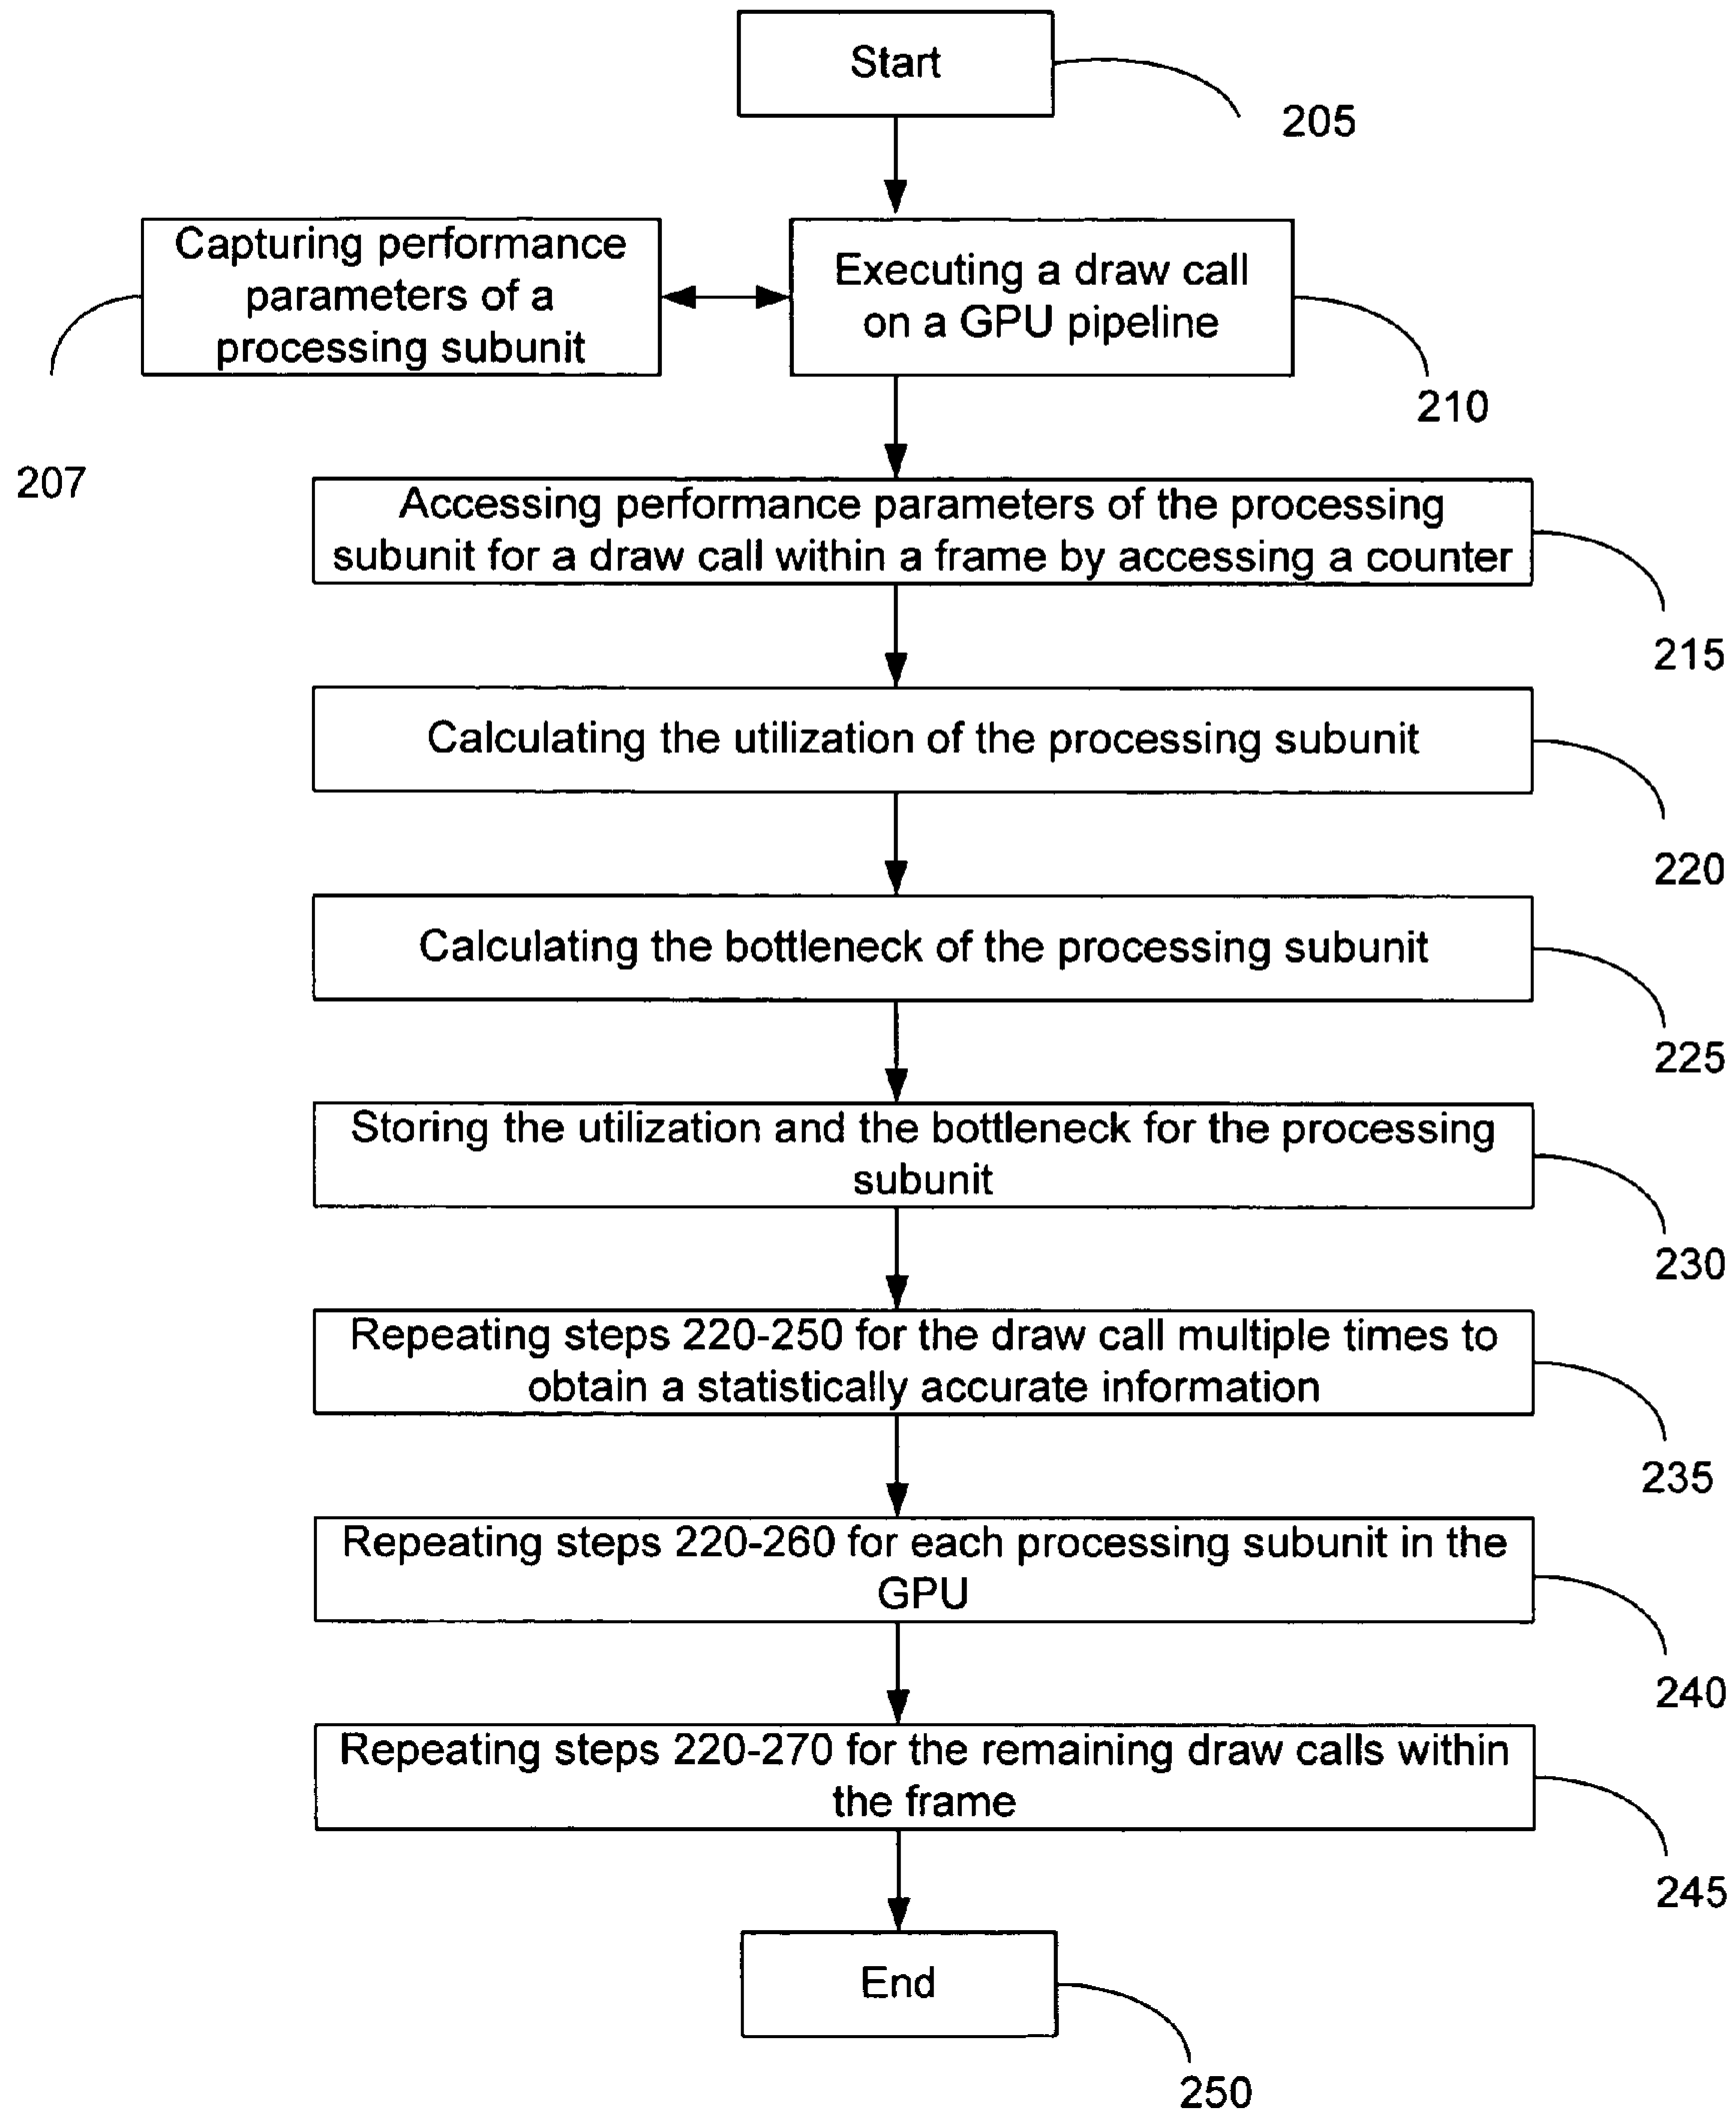 Start
205
Capturing performance
parameters of a
processing subunit
207
Executing a draw call
on a GPU pipeline
210
Accessing performance parameters of the processing
subunit for a draw call within a frame by accessing a counter
215
Calculating the utilization of the processing subunit
220
Calculating the bottleneck of the processing subunit
225
Storing the utilization and the bottleneck for the processing
subunit
230
Repeating steps 220-250 for the draw call multiple times to
obtain a statistically accurate information
235
Repeating steps 220-260 for each processing subunit in the
GPU
240
Repeating steps 220-270 for the remaining draw calls within
the frame
245
End
250